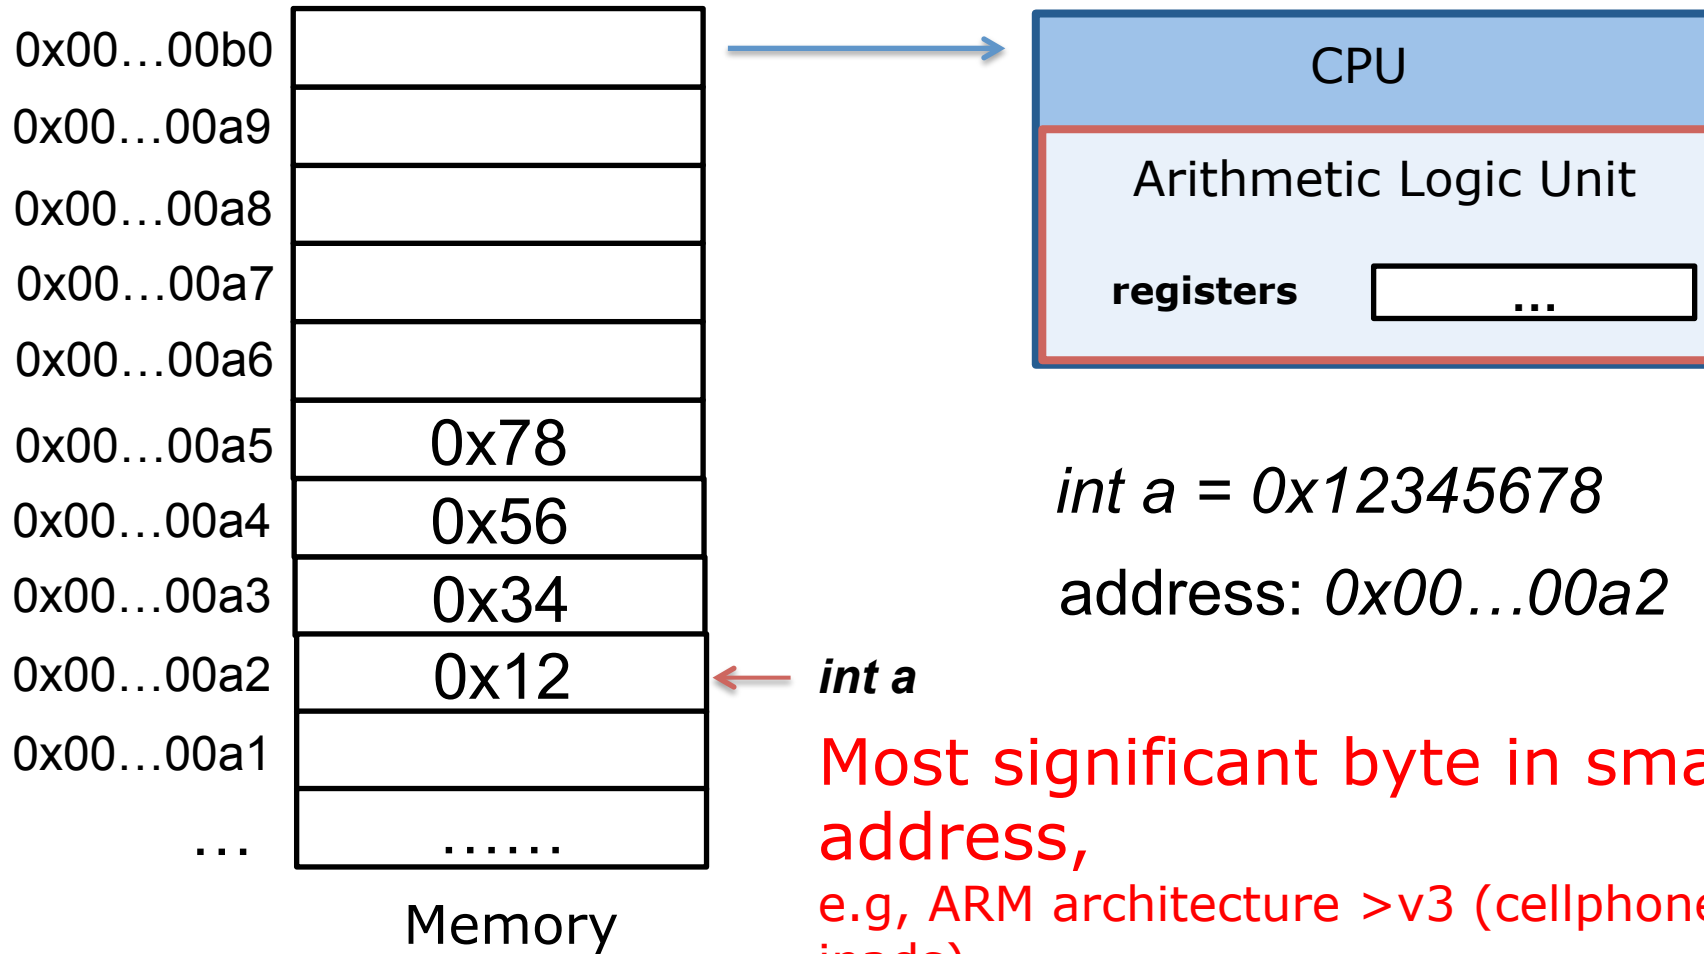 0x00…00b0
0x00…00a9
0x00…00a8
0x00…00a7
0x00…00a6
0x00…00a5 0x78
0x00…00a4 0x56
0x00…00a3 0x34
0x00…00a2 0x12
0x00…00a1
… ……
Memory
CPU
Arithmetic Logic Unit
registers …
int a = 0x12345678
address: 0x00…00a2
int a
Most significant byte in sma
address,
e.g, ARM architecture >v3 (cellphone